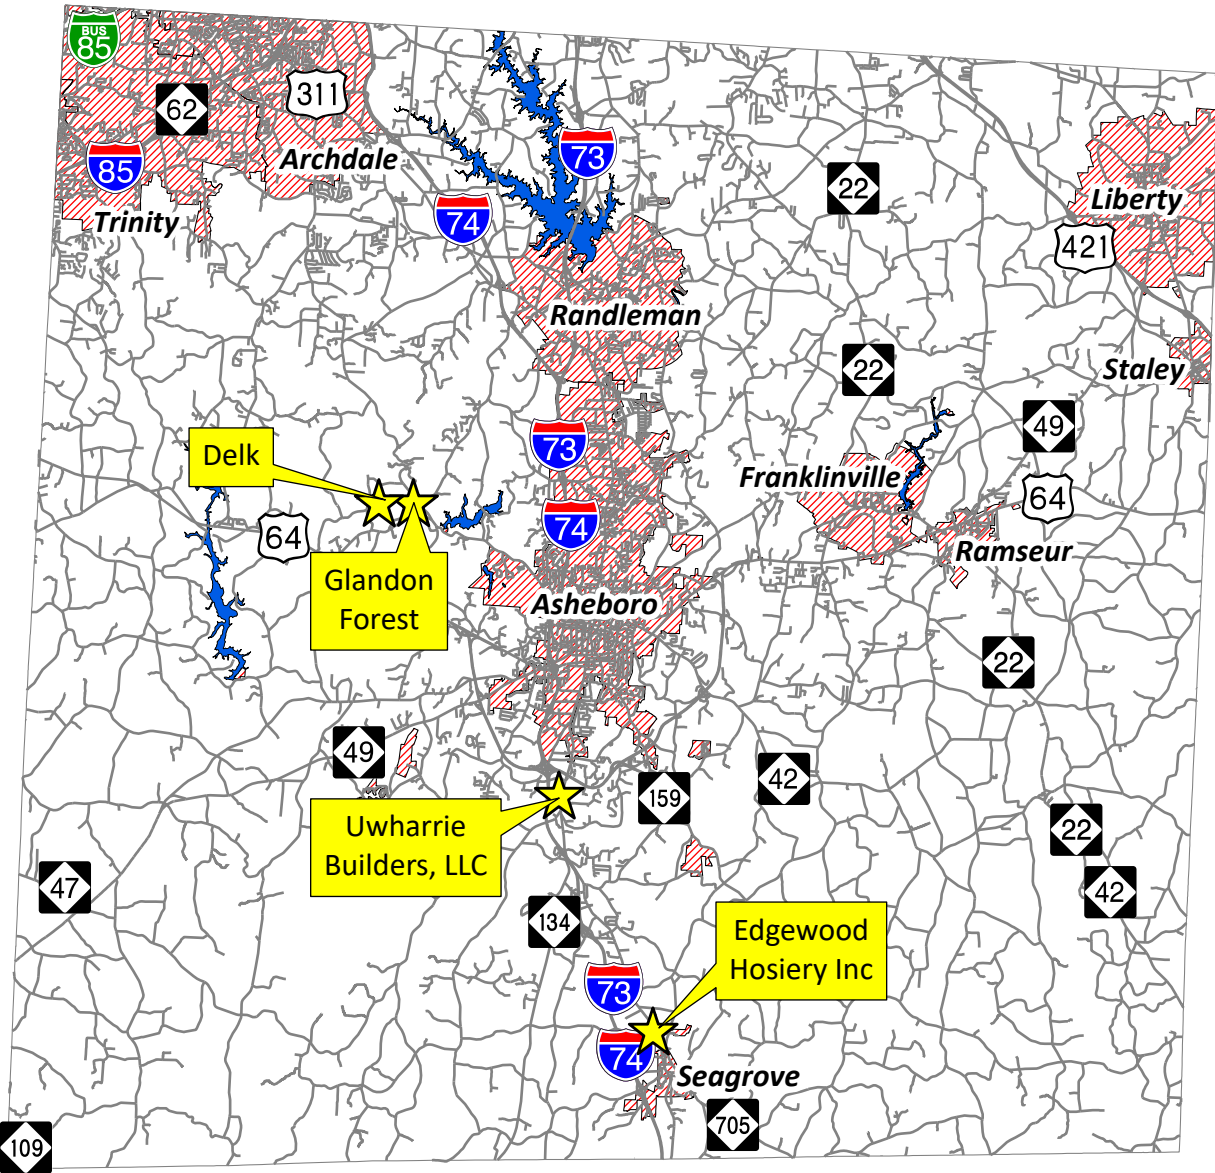 BUS
85
62
311
85
Archdale
Trinity
73
74
22
Liberty
421
Randleman
22
Staley
49
73
Delk
Franklinville
64
74
64
Ramseur
Glandon
Forest
Asheboro
22
49
42
159
Uwharrie
Builders, LLC
22
47
42
134
Edgewood
Hosiery Inc
73
74
Seagrove
705
109